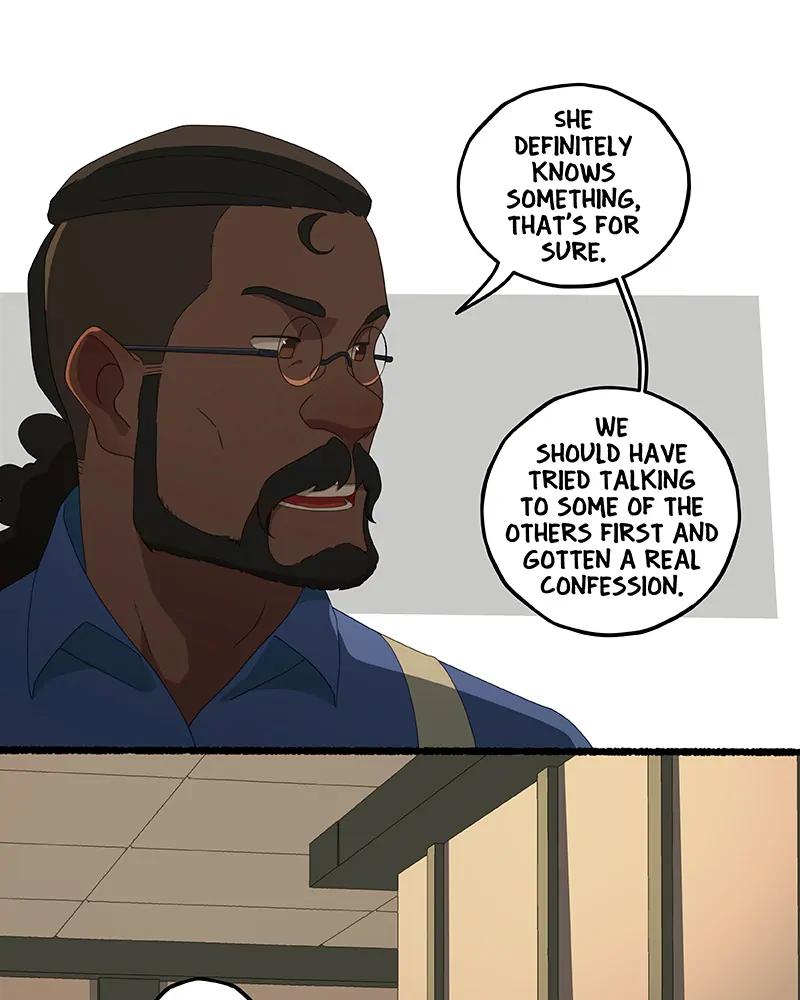 SHE
DEFINITELY
KNOWS
SOMETHING,
THAT'S FOR
SURE.
WE
SHOULD HAVE
TRIED TALKING
TO SOME OF THE
OTHERS FIRST AND
GOTTEN A REAL
CONFESSION.